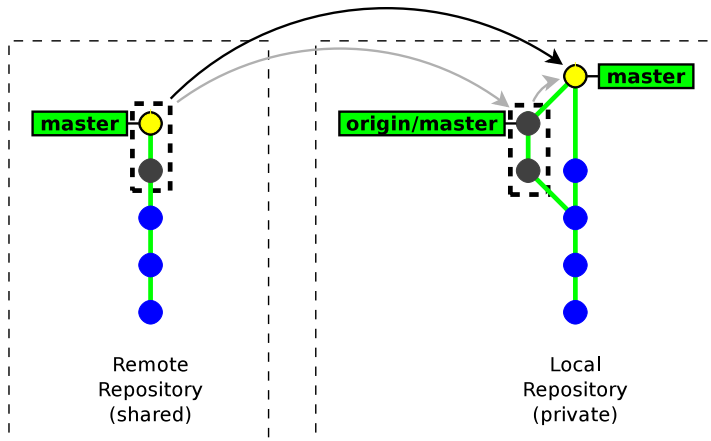 master
origin/master
master
Remote
Repository
(shared)
Local
Repository
(private)